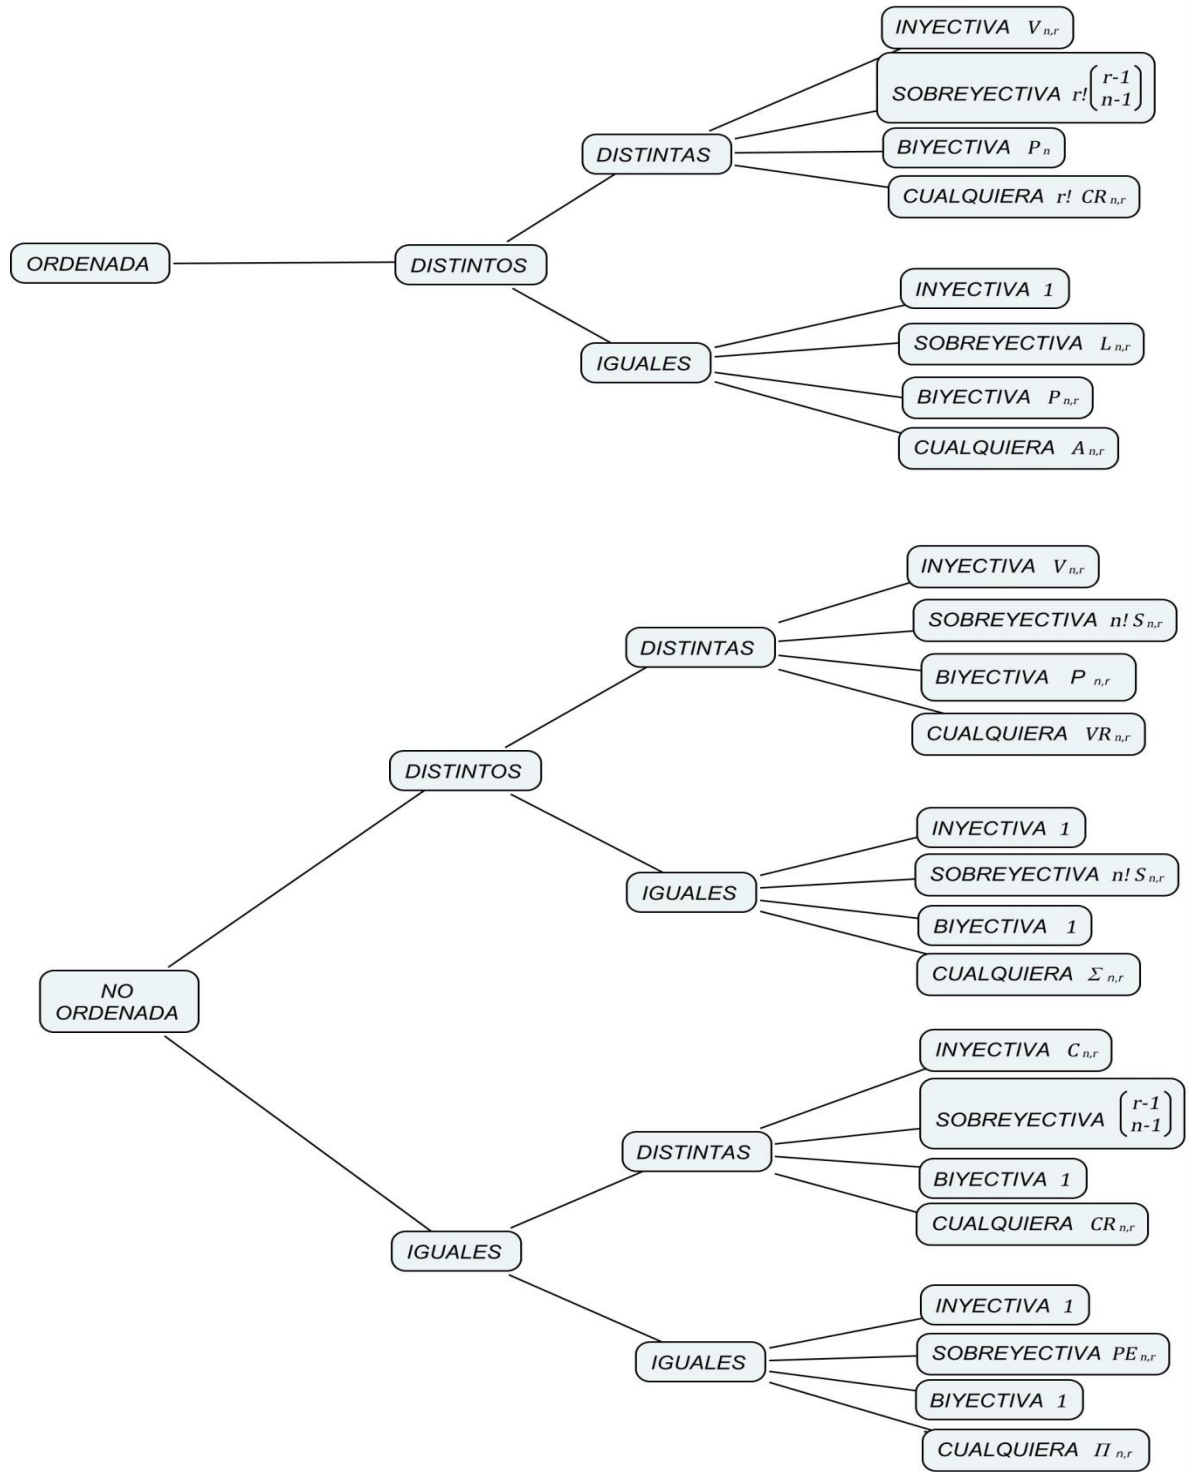 INYECTIVA V n,r
SOBREYECTIVA r! (r-1
n-1)
DISTINTAS
BIYECTIVA P n
CUALQUIERA r! CR n,r
ORDENADA
DISTINTOS
INYECTIVA 1
SOBREYECTIVA L n,r
IGUALES
BIYECTIVA P n,r
CUALQUIERA A n,r
INYECTIVA V n,r
SOBREYECTIVA n! S n,r
DISTINTAS
BIYECTIVA P n,r
CUALQUIERA VR n,r
DISTINTOS
INYECTIVA 1
SOBREYECTIVA n! S n,r
IGUALES
BIYECTIVA 1
CUALQUIERA Σ n,r
NO
ORDENADA
INYECTIVA C n,r
SOBREYECTIVA (r-1
n-1)
DISTINTAS
BIYECTIVA 1
CUALQUIERA CR n,r
IGUALES
INYECTIVA 1
SOBREYECTIVA PE n,r
IGUALES
BIYECTIVA 1
CUALQUIERA Π n,r